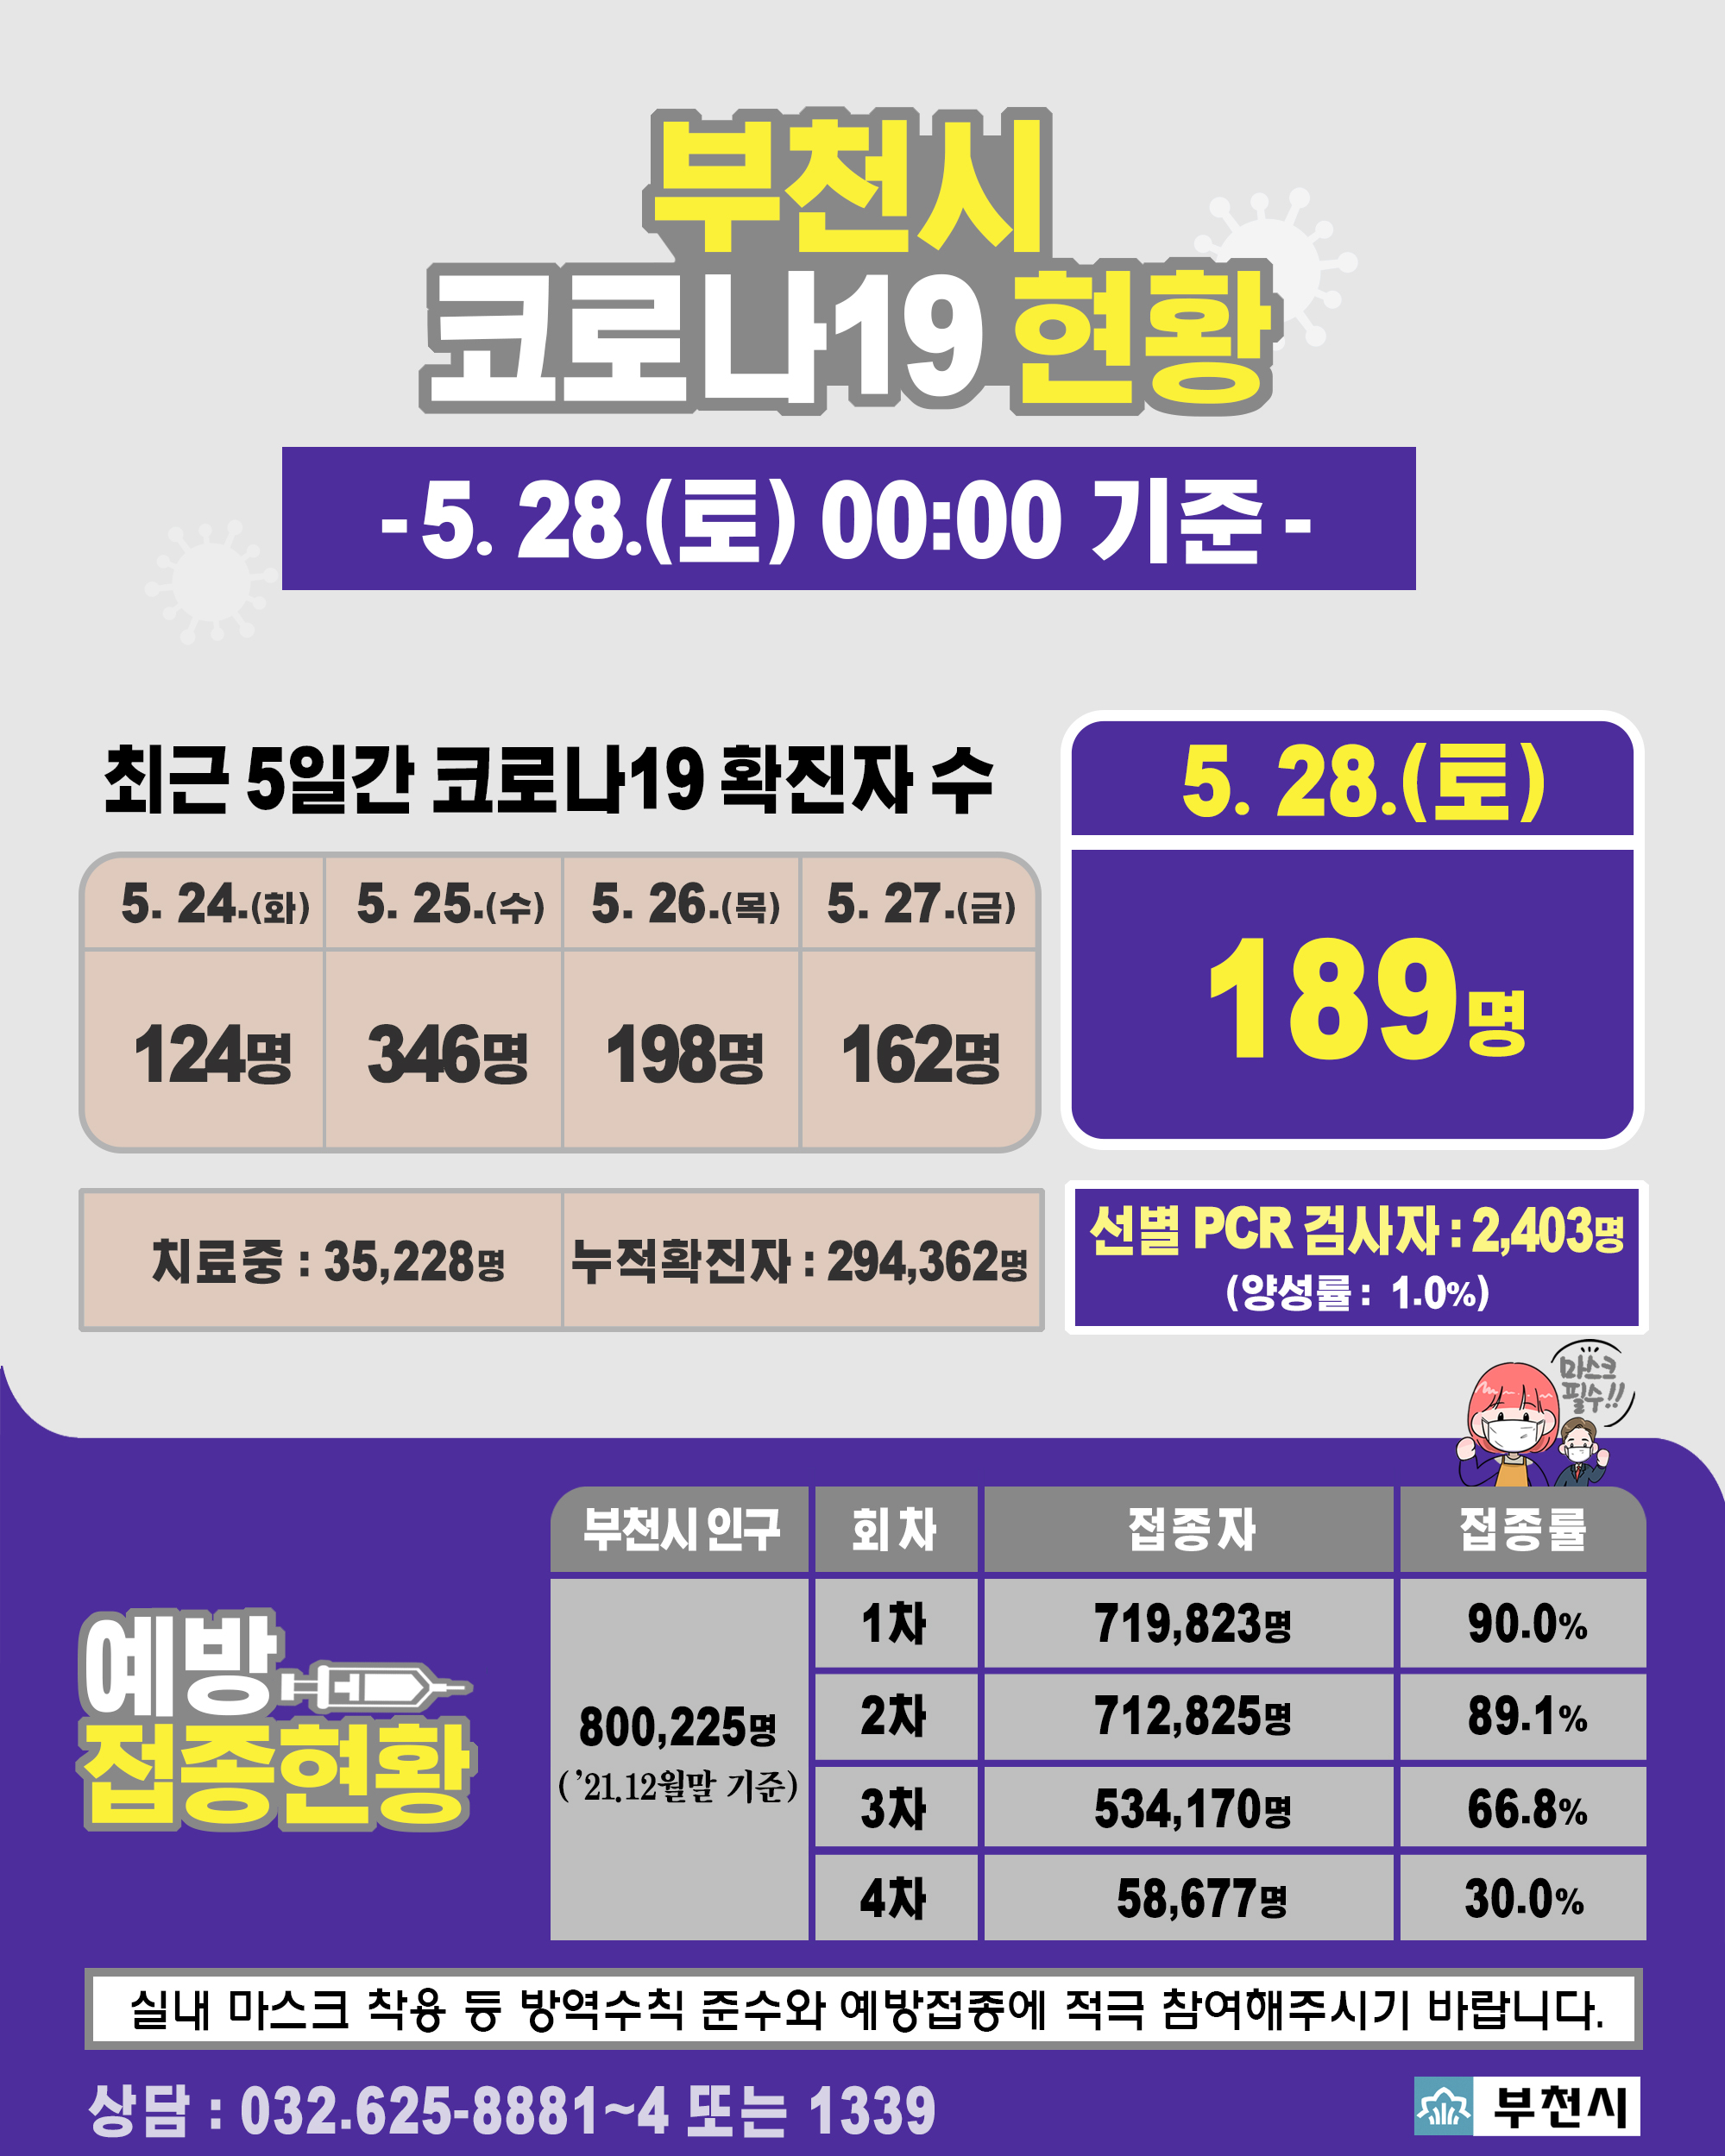 부천시
코로나19 현황
- 5. 28.(토) 00:00 기준 -
최근 5일간 코로나19 확진자 수
5. 24.(화) 5. 25.(수) 5. 26.(목) 5. 27.(금)
124명 346명 198명 162명
5. 28.(토)
189명
치료중 : 35,228명 누적확진자 : 294,362명
선별 PCR 검사자 : 2,403명
(양성률 : 1.0%)
마스크
필수!!
예방
접종현황
부천시 인구 회 차 접 종 자 접 종 률
800,225명
( ’21.12월말 기준)
1차 719,823명 90.0%
2차 712,825명 89.1%
3차 534,170명 66.8%
4차 58,677명 30.0%
실내 마스크 착용 등 방역수칙 준수와 예방접종에 적극 참여해주시기 바랍니다.
상담 : 032.625-8881~4 또는 1339
부천시